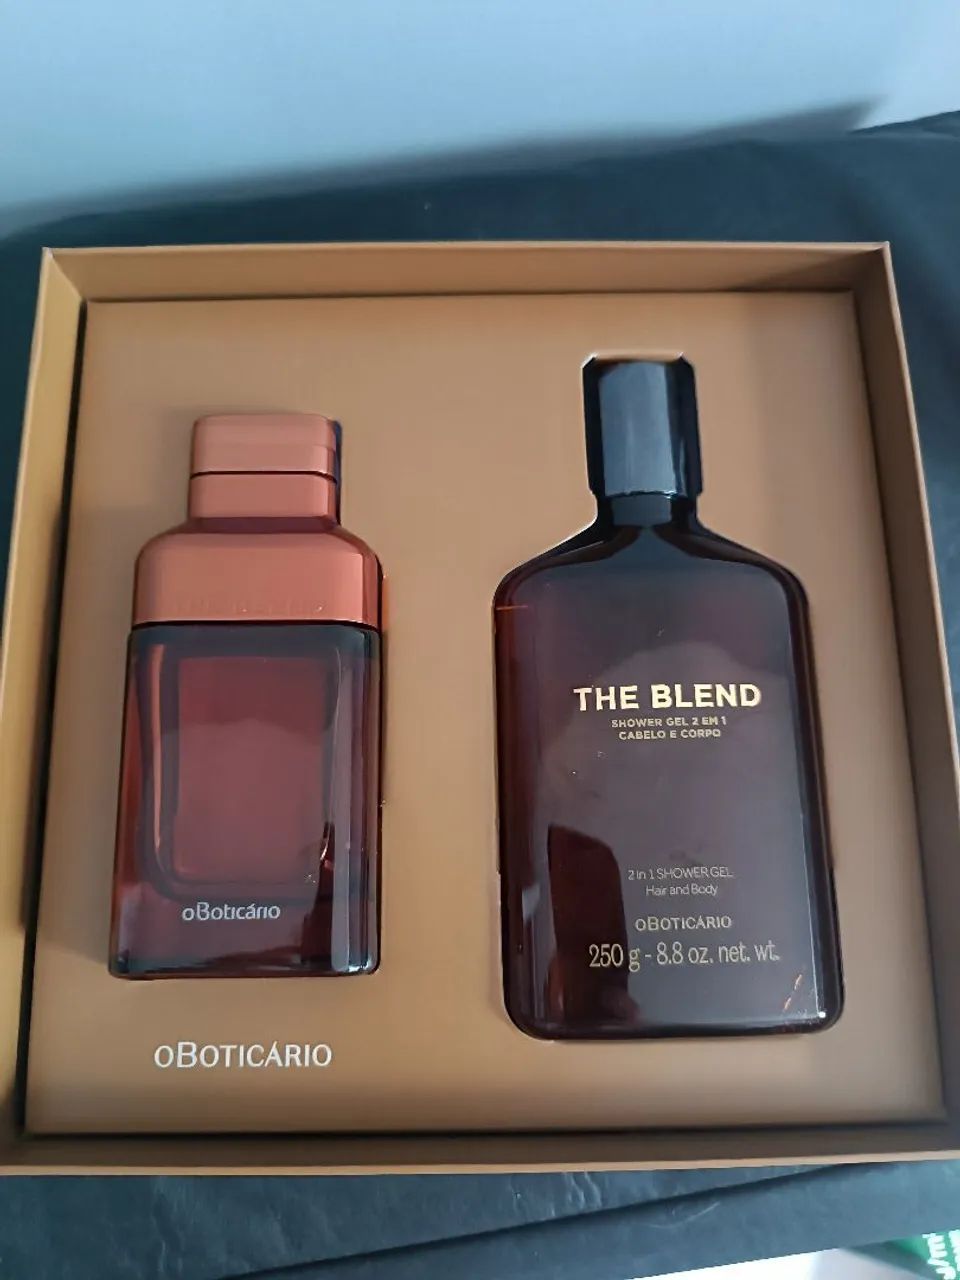 THE BLEND
SHOWER GEL 2 EM 1
CABELO E CORPO
2 in 1 SHOWER GEL
Hair and Body
oBOTICÁRIO
250 g - 8.8 oz. net. wt.
oBoticário
oBOTICÁRIO